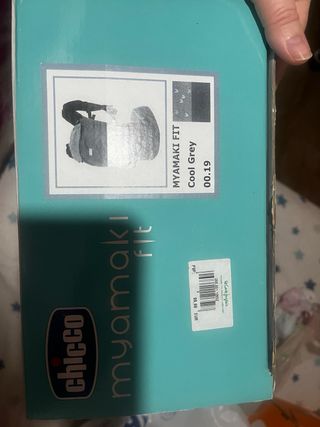 MYAMAKI FIT
Cool Grey
00.19
chicco
myamaki
fit